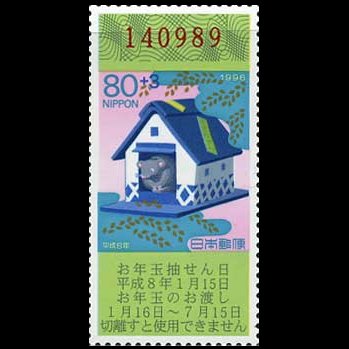 140989
80+3
NIPPON
1996
平成8年
日本郵便
お年玉抽せん日
平成8年1月15日
お年玉のお渡し
1月16日～7月15日
切離すと使用できません